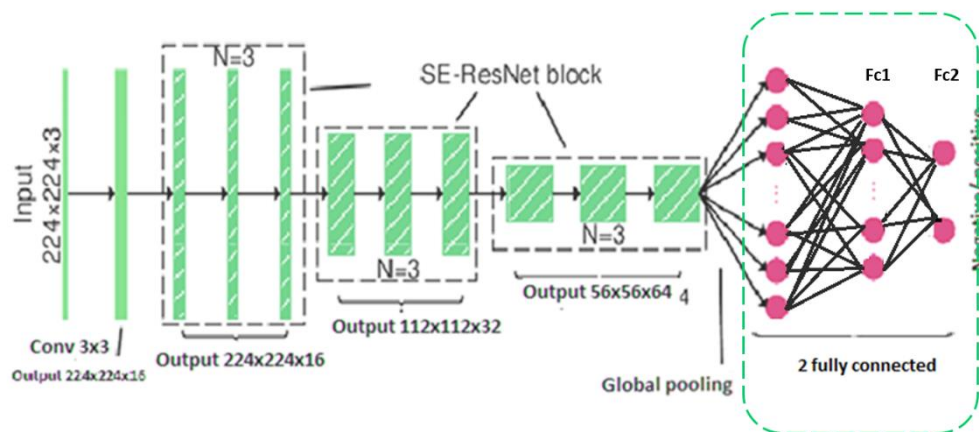 Input
224x224x3
Conv 3x3
Output 224x224x16
N=3
Output 224x224x16
SE-ResNet block
N=3
Output 112x112x32
N=3
Output 56x56x64
4
Global pooling
Fc1
Fc2
2 fully connected